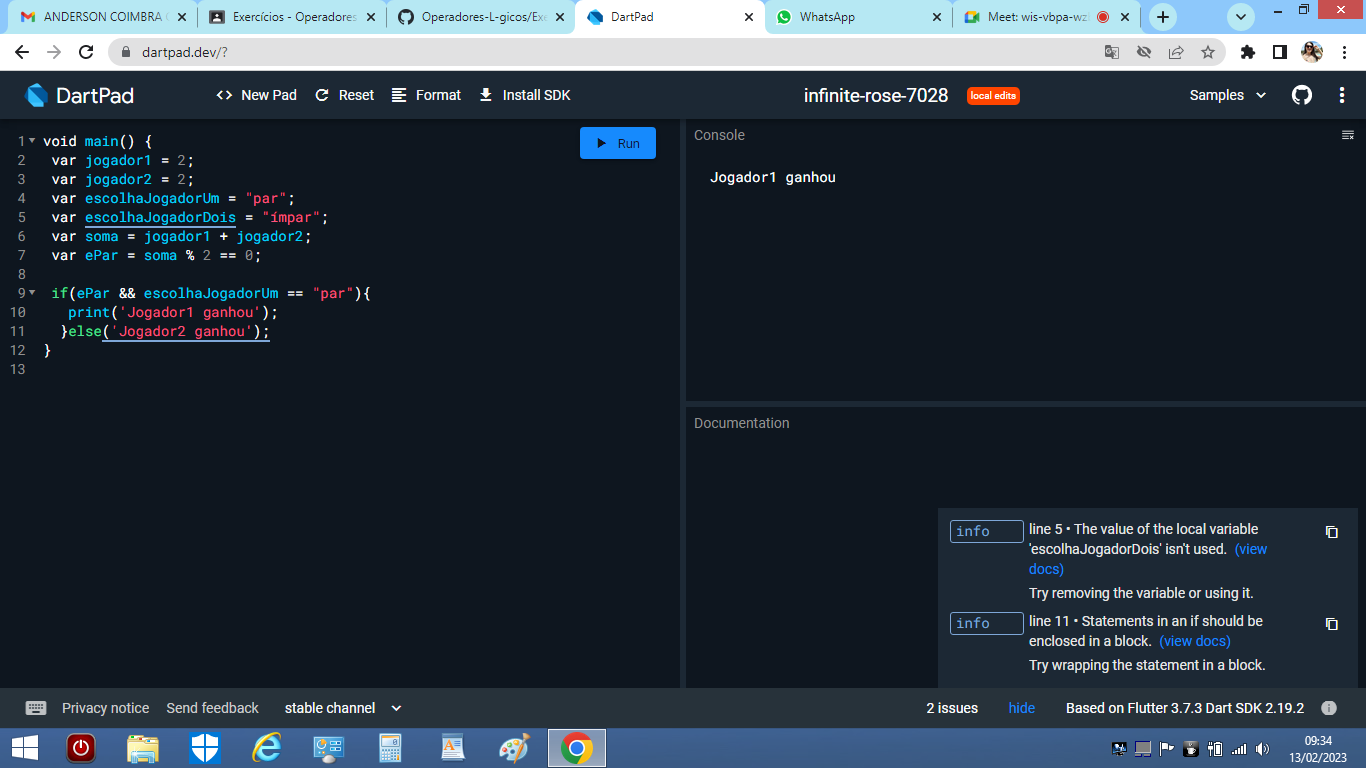 ANDERSON COIMBRA
Exercícios - Operadores
Operadores-L-gicos/Exe
DartPad
WhatsApp
Meet: wis-vbpa-wz
dartpad.dev/?
DartPad
<> New Pad
Reset
Format
Install SDK
infinite-rose-7028
local edits
Samples
1 void main() {
2 var jogador1 = 2;
3 var jogador2 = 2;
4 var escolhaJogadorUm = "par";
5 var escolhaJogadorDois = "ímpar";
6 var soma = jogador1 + jogador2;
7 var ePar = soma % 2 == 0;
8
9 if(ePar && escolhaJogadorUm == "par"){
10 print('Jogador1 ganhou');
11 }else('Jogador2 ganhou');
12 }
13
Run
Console
Jogador1 ganhou
Documentation
info
line 5 • The value of the local variable
'escolhaJogadorDois' isn't used. (view
docs)
Try removing the variable or using it.
info
line 11 • Statements in an if should be
enclosed in a block. (view docs)
Try wrapping the statement in a block.
Privacy notice
Send feedback
stable channel
2 issues
hide
Based on Flutter 3.7.3 Dart SDK 2.19.2
09:34
13/02/2023